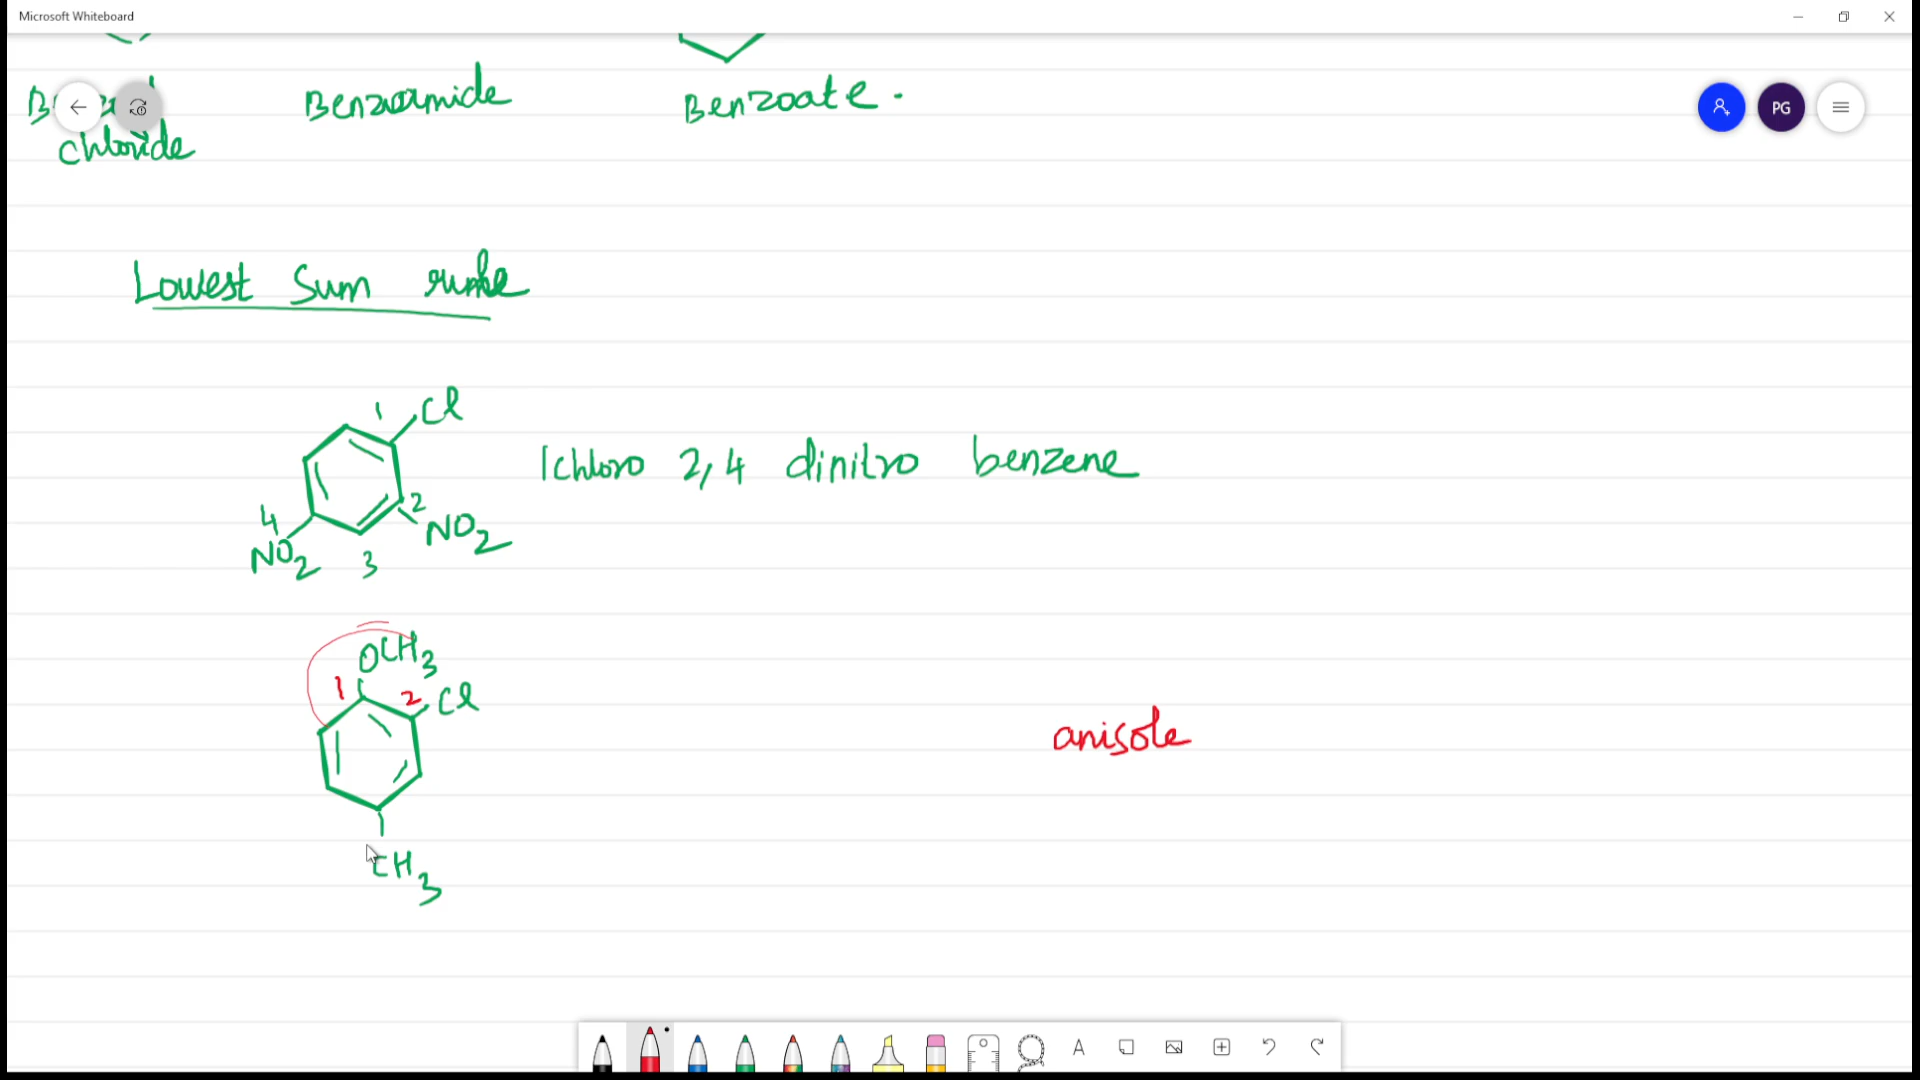 Microsoft Whiteboard
Benzoate.
chloride
PG
Lowest Sum rule
1 Cl
1chloro 2,4 dinitro benzene
4 2
NO2 3 NO2
OCH3
1 2 Cl
anisole
CH3
A